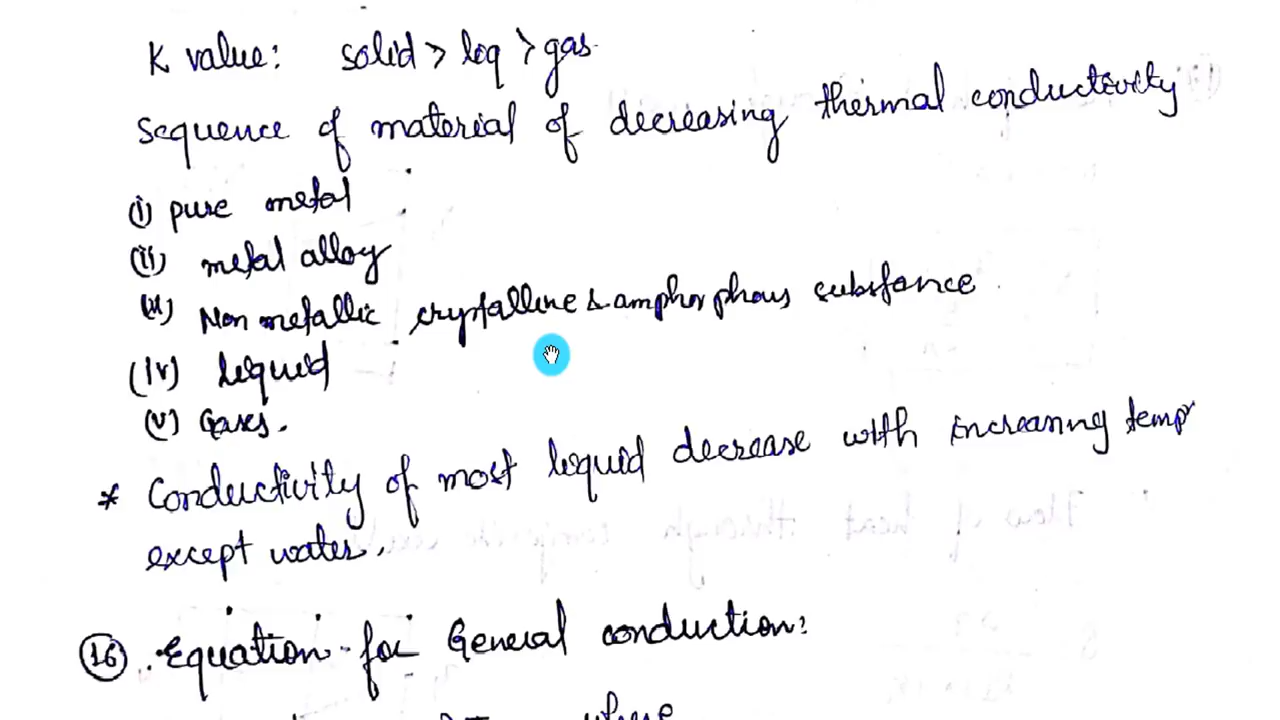 K value: solid > liq > gas.
Sequence of material of decreasing thermal conductivity
(i) pure metal
(ii) metal alloy
(iii) Non metallic crystalline & amphorphous substance
(iv) liquid
(v) Gases.
* Conductivity of most liquid decrease with increasing tempr
except water.
(16) Equation for General conduction:
where